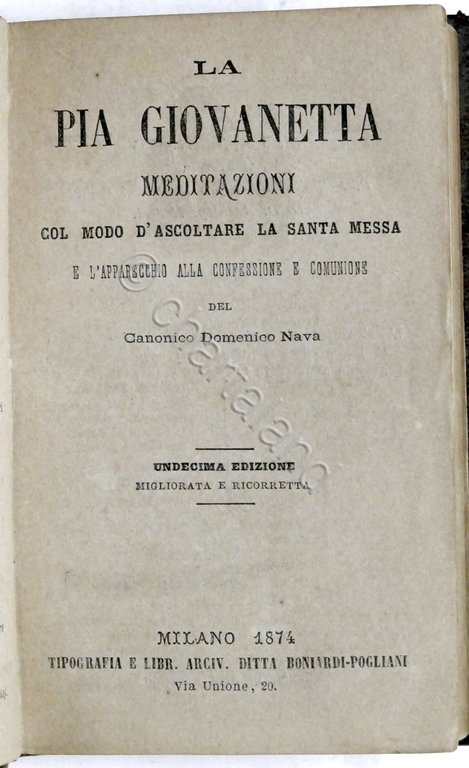 LA
PIA GIOVANETTA
MEDITAZIONI
COL MODO D'ASCOLTARE LA SANTA MESSA
E L'APPARECCHIO ALLA CONFESSIONE E COMUNIONE
DEL
Canonico Domenico Nava
UNDECIMA EDIZIONE
MIGLIORATA E RICORRETTA
MILANO 1874
TIPOGRAFIA E LIBR. ARCIV. DITTA BONIARDI-POGLIANI
Via Unione, 20.